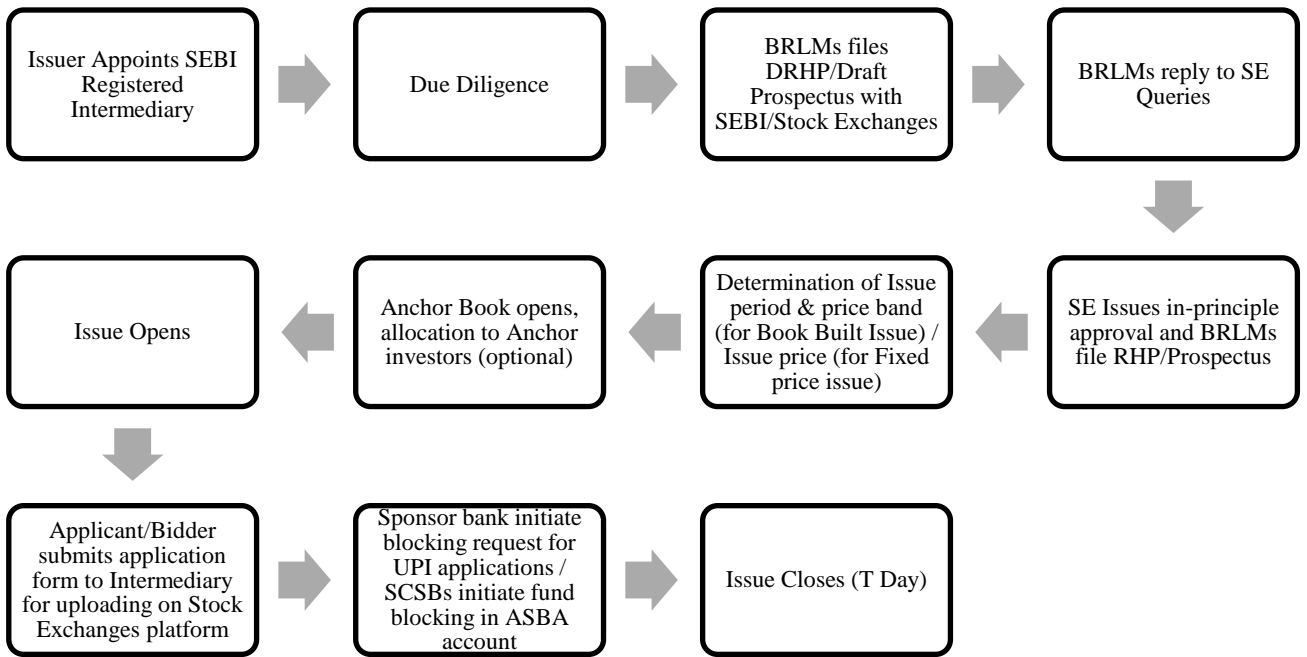 Issuer Appoints SEBI
Registered
Intermediary
Due Diligence
BRLMs files
DRHP/Draft
Prospectus with
SEBI/Stock Exchanges
BRLMs reply to SE
Queries
SE Issues in-principle
approval and BRLMs
file RHP/Prospectus
Determination of Issue
period & price band
(for Book Built Issue) /
Issue price (for Fixed
price issue)
Anchor Book opens,
allocation to Anchor
investors (optional)
Issue Opens
Applicant/Bidder
submits application
form to Intermediary
for uploading on Stock
Exchanges platform
Sponsor bank initiate
blocking request for
UPI applications /
SCSBs initiate fund
blocking in ASBA
account
Issue Closes (T Day)